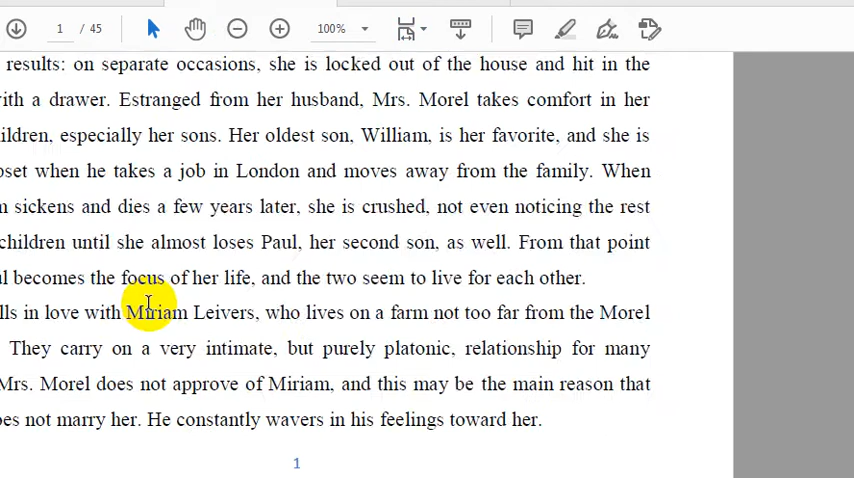 1 / 45 100%
results: on separate occasions, she is locked out of the house and hit in the
with a drawer. Estranged from her husband, Mrs. Morel takes comfort in her
children, especially her sons. Her oldest son, William, is her favorite, and she is
when he takes a job in London and moves away from the family. When
sickens and dies a few years later, she is crushed, not even noticing the rest
children until she almost loses Paul, her second son, as well. From that point
becomes the focus of her life, and the two seem to live for each other.
in love with Miriam Leivers, who lives on a farm not too far from the Morel
They carry on a very intimate, but purely platonic, relationship for many
Mrs. Morel does not approve of Miriam, and this may be the main reason that
not marry her. He constantly wavers in his feelings toward her.
1